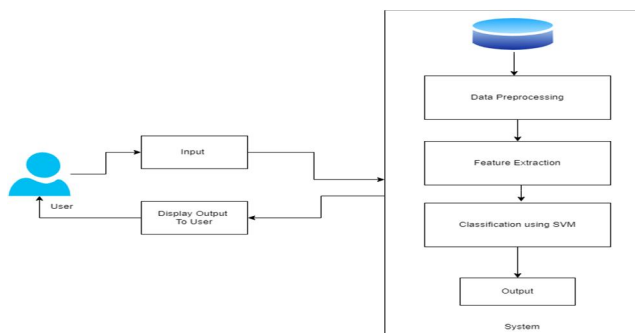 Data Preprocessing
Input
Feature Extraction
User
Display Output
To User
Classification using SVM
Output
System